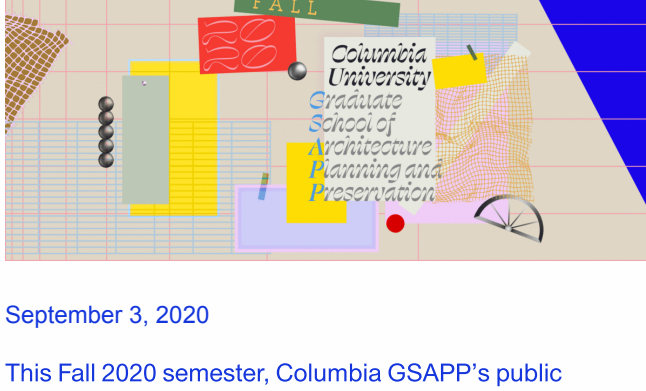 FALL
2020
Columbia
University
Graduate
School of
Architecture
Planning and
Preservation
September 3, 2020
This Fall 2020 semester, Columbia GSAPP's public